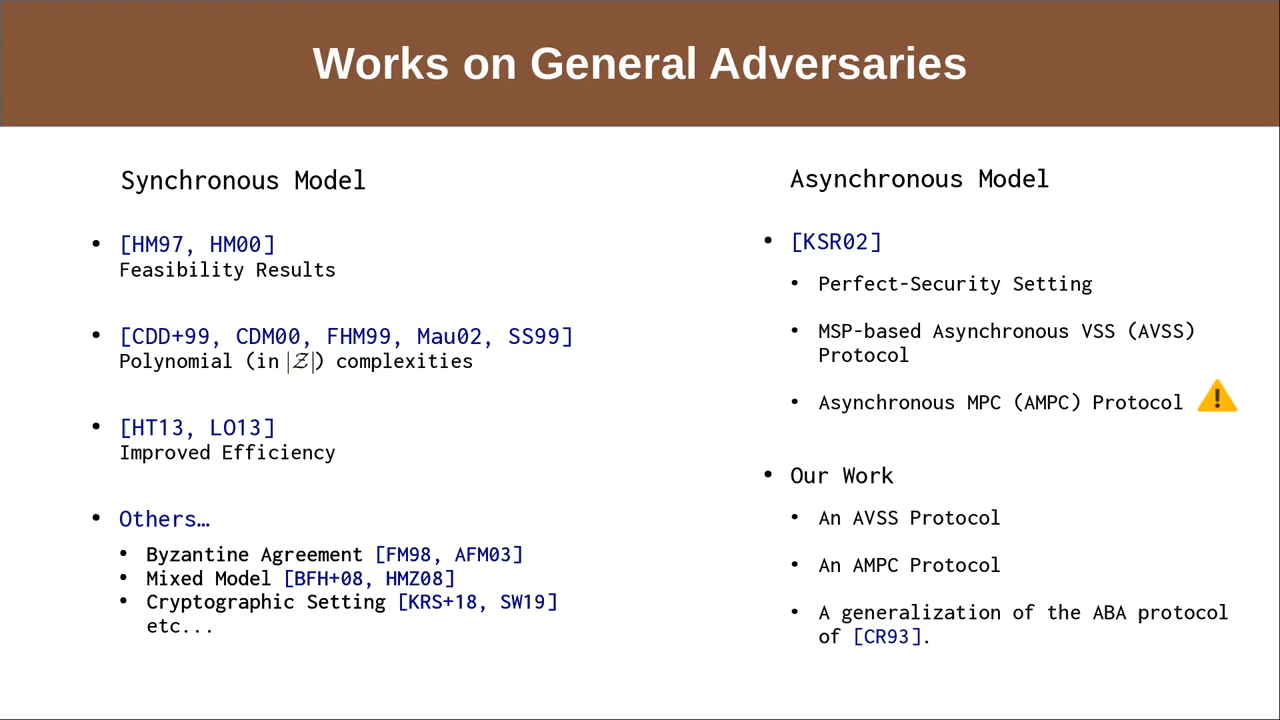 Works on General Adversaries
Synchronous Model
• [HM97, HM00]
Feasibility Results
• [CDD+99, CDM00, FHM99, Mau02, SS99]
Polynomial (in |𝒵|) complexities
• [HT13, LO13]
Improved Efficiency
• Others…
• Byzantine Agreement [FM98, AFM03]
• Mixed Model [BFH+08, HMZ08]
• Cryptographic Setting [KRS+18, SW19]
etc...
Asynchronous Model
• [KSR02]
• Perfect-Security Setting
• MSP-based Asynchronous VSS (AVSS)
Protocol
• Asynchronous MPC (AMPC) Protocol
• Our Work
• An AVSS Protocol
• An AMPC Protocol
• A generalization of the ABA protocol
of [CR93].